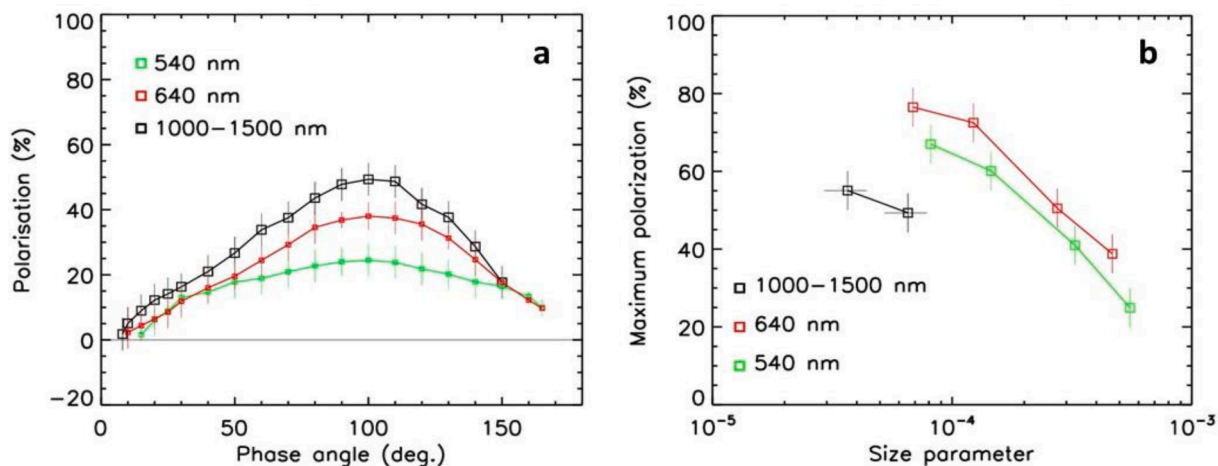 a
540 nm
640 nm
1000−1500 nm
Polarisation (%)
100
80
60
40
20
0
−20
0
50
100
150
Phase angle (deg.)
b
1000−1500 nm
640 nm
540 nm
Maximum polarization (%)
100
80
60
40
20
0
10−5
10−4
10−3
Size parameter